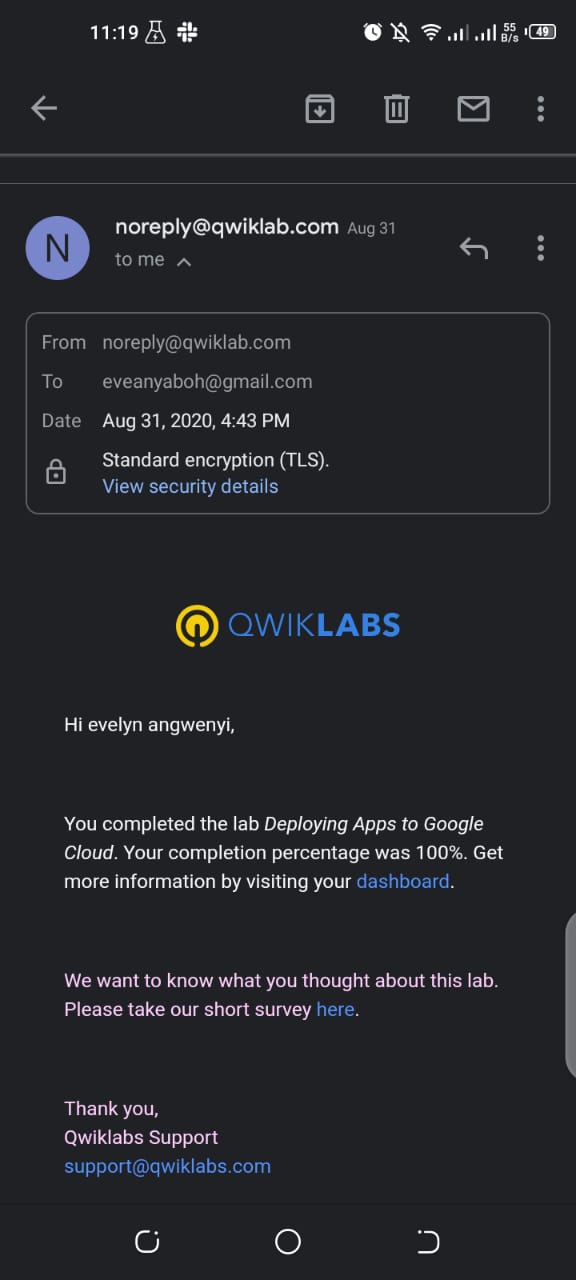 11:19 55 B/s 49
noreply@qwiklab.com Aug 31
N
to me
From noreply@qwiklab.com
To eveanyaboh@gmail.com
Date Aug 31, 2020, 4:43 PM
Standard encryption (TLS).
View security details
QWIKLABS
Hi evelyn angwenyi,
You completed the lab Deploying Apps to Google
Cloud. Your completion percentage was 100%. Get
more information by visiting your dashboard.
We want to know what you thought about this lab.
Please take our short survey here.
Thank you,
Qwiklabs Support
support@qwiklabs.com